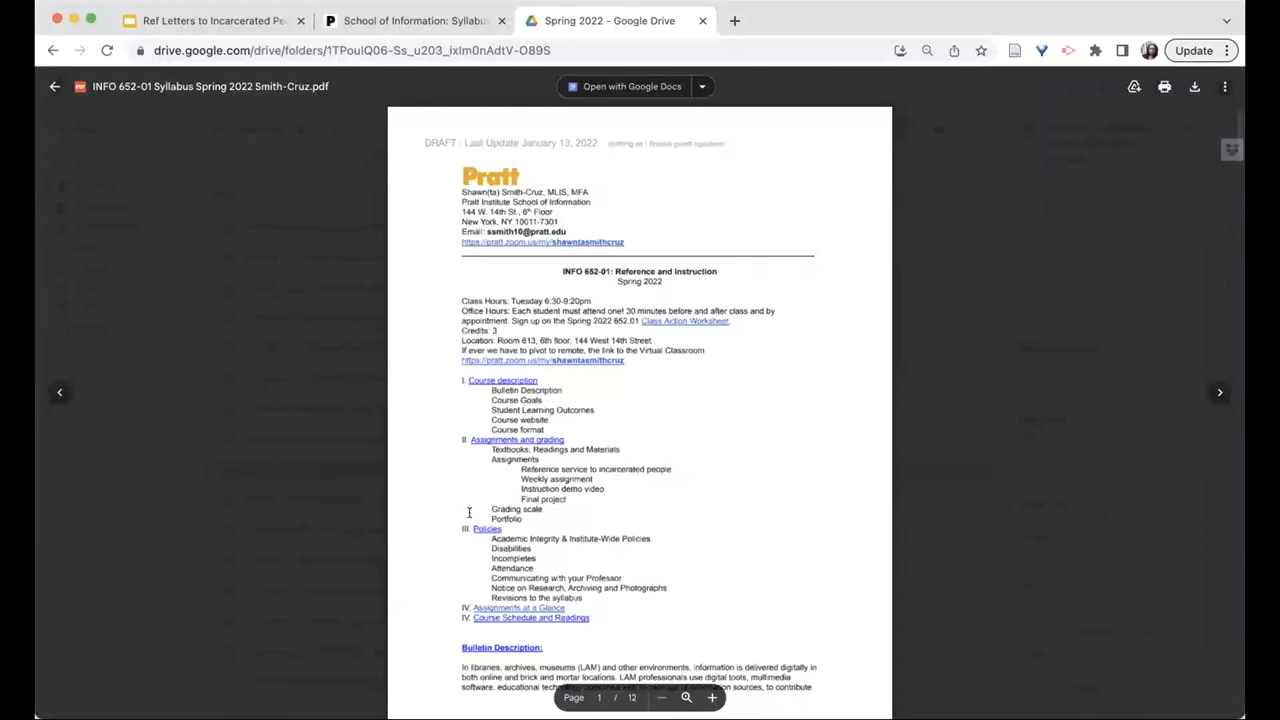 Ref Letters to Incarcerated Pe
School of Information: Syllabus
Spring 2022 - Google Drive
drive.google.com/drive/folders/1TPoulQ06-Ss_u203_ixIm0nAdtV-O89S
Update
INFO 652-01 Syllabus Spring 2022 Smith-Cruz.pdf
Open with Google Docs
DRAFT : Last Update January 13, 2022
Pratt
Shawn(ta) Smith-Cruz, MLIS, MFA
Pratt Institute School of Information
144 W. 14th St., 6th Floor
New York, NY 10011-7301
Email: ssmith10@pratt.edu
https://pratt.zoom.us/my/shawntasmithcruz
INFO 652-01: Reference and Instruction
Spring 2022
Class Hours: Tuesday 6:30-9:20pm
Office Hours: Each student must attend one! 30 minutes before and after class and by
appointment. Sign up on the Spring 2022 652.01 Class Action Worksheet.
Credits: 3
Location: Room 613, 6th floor, 144 West 14th Street
If ever we have to pivot to remote, the link to the Virtual Classroom
https://pratt.zoom.us/my/shawntasmithcruz
I. Course description
Bulletin Description
Course Goals
Student Learning Outcomes
Course website
Course format
II. Assignments and grading
Textbooks, Readings and Materials
Assignments
Reference service to incarcerated people
Weekly assignment
Instruction demo video
Final project
Grading scale
Portfolio
III. Policies
Academic Integrity & Institute-Wide Policies
Disabilities
Incompletes
Attendance
Communicating with your Professor
Notice on Research, Archiving and Photographs
Revisions to the syllabus
IV. Assignments at a Glance
IV. Course Schedule and Readings
Bulletin Description:
In libraries, archives, museums (LAM) and other environments, information is delivered digitally in
both online and brick and mortar locations. LAM professionals use digital tools, multimedia
software, educational sources, to contribute
Page 1 / 12